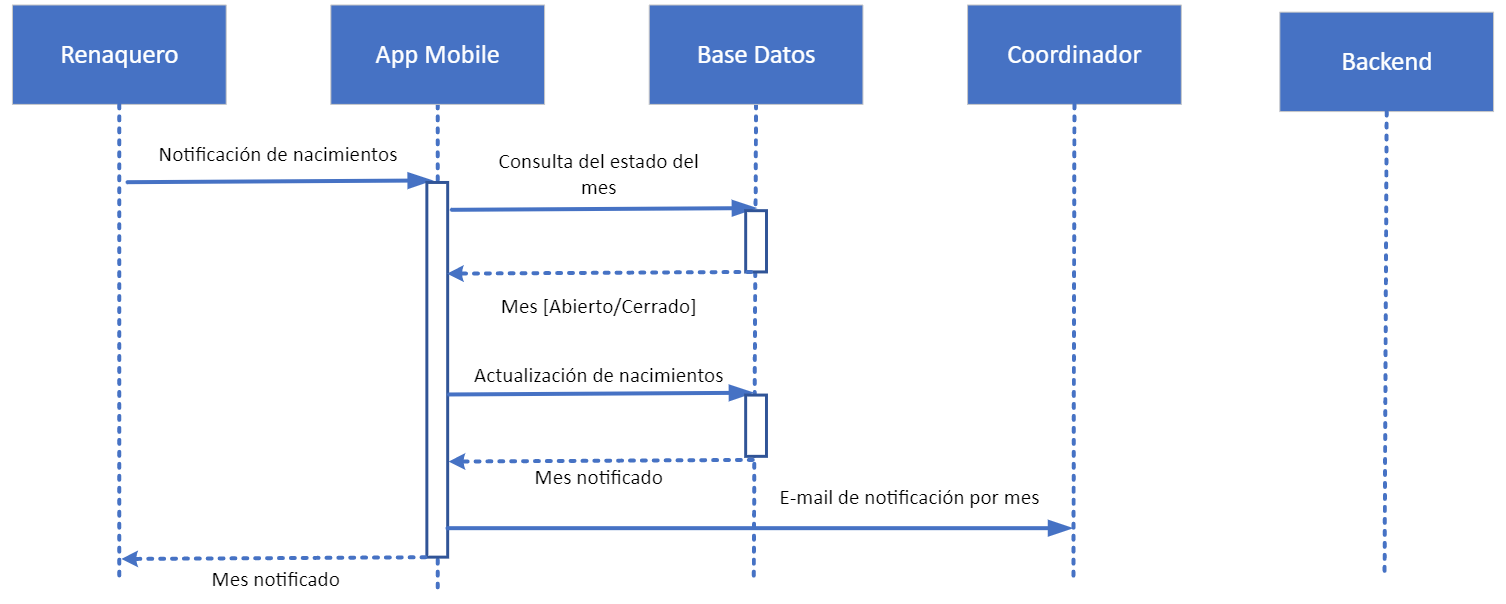 Renaquero
App Mobile
Base Datos
Coordinador
Backend
Notificación de nacimientos
Consulta del estado del
mes
Mes [Abierto/Cerrado]
Actualización de nacimientos
Mes notificado
E-mail de notificación por mes
Mes notificado